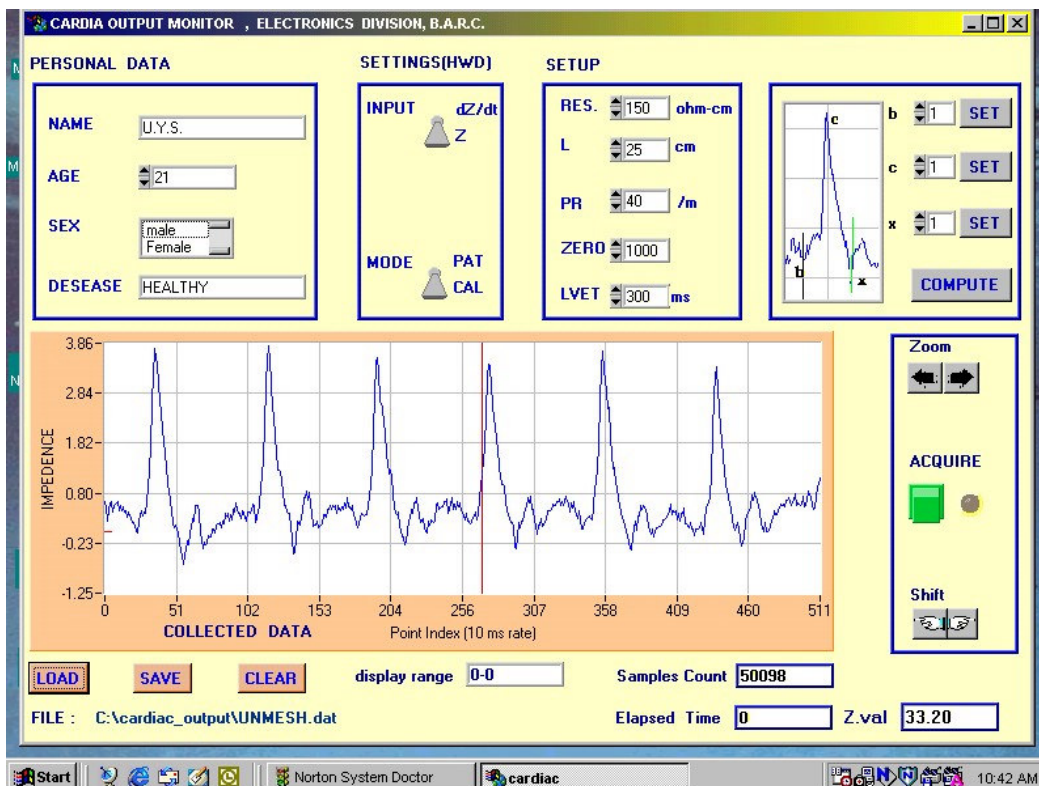 CARDIA OUTPUT MONITOR , ELECTRONICS DIVISION, B.A.R.C.
PERSONAL DATA
NAME U.Y.S.
AGE 21
SEX male
Female
DESEASE HEALTHY
SETTINGS(HWD)
INPUT dZ/dt
Z
MODE PAT
CAL
SETUP
RES. 150 ohm-cm
L 25 cm
PR 40 /m
ZERO 1000
LVET 300 ms
c
b
x
b 1 SET
c 1 SET
x 1 SET
COMPUTE
IMPEDENCE
3.86
2.84
1.82
0.80
-0.23
-1.25
0 51 102 153 204 256 307 358 409 460 511
COLLECTED DATA Point Index (10 ms rate)
Zoom
ACQUIRE
Shift
LOAD SAVE CLEAR display range 0-0 Samples Count 50098
FILE : C:\cardiac_output\UNMESH.dat Elapsed Time 0 Z.val 33.20
Start Norton System Doctor cardiac 10:42 AM